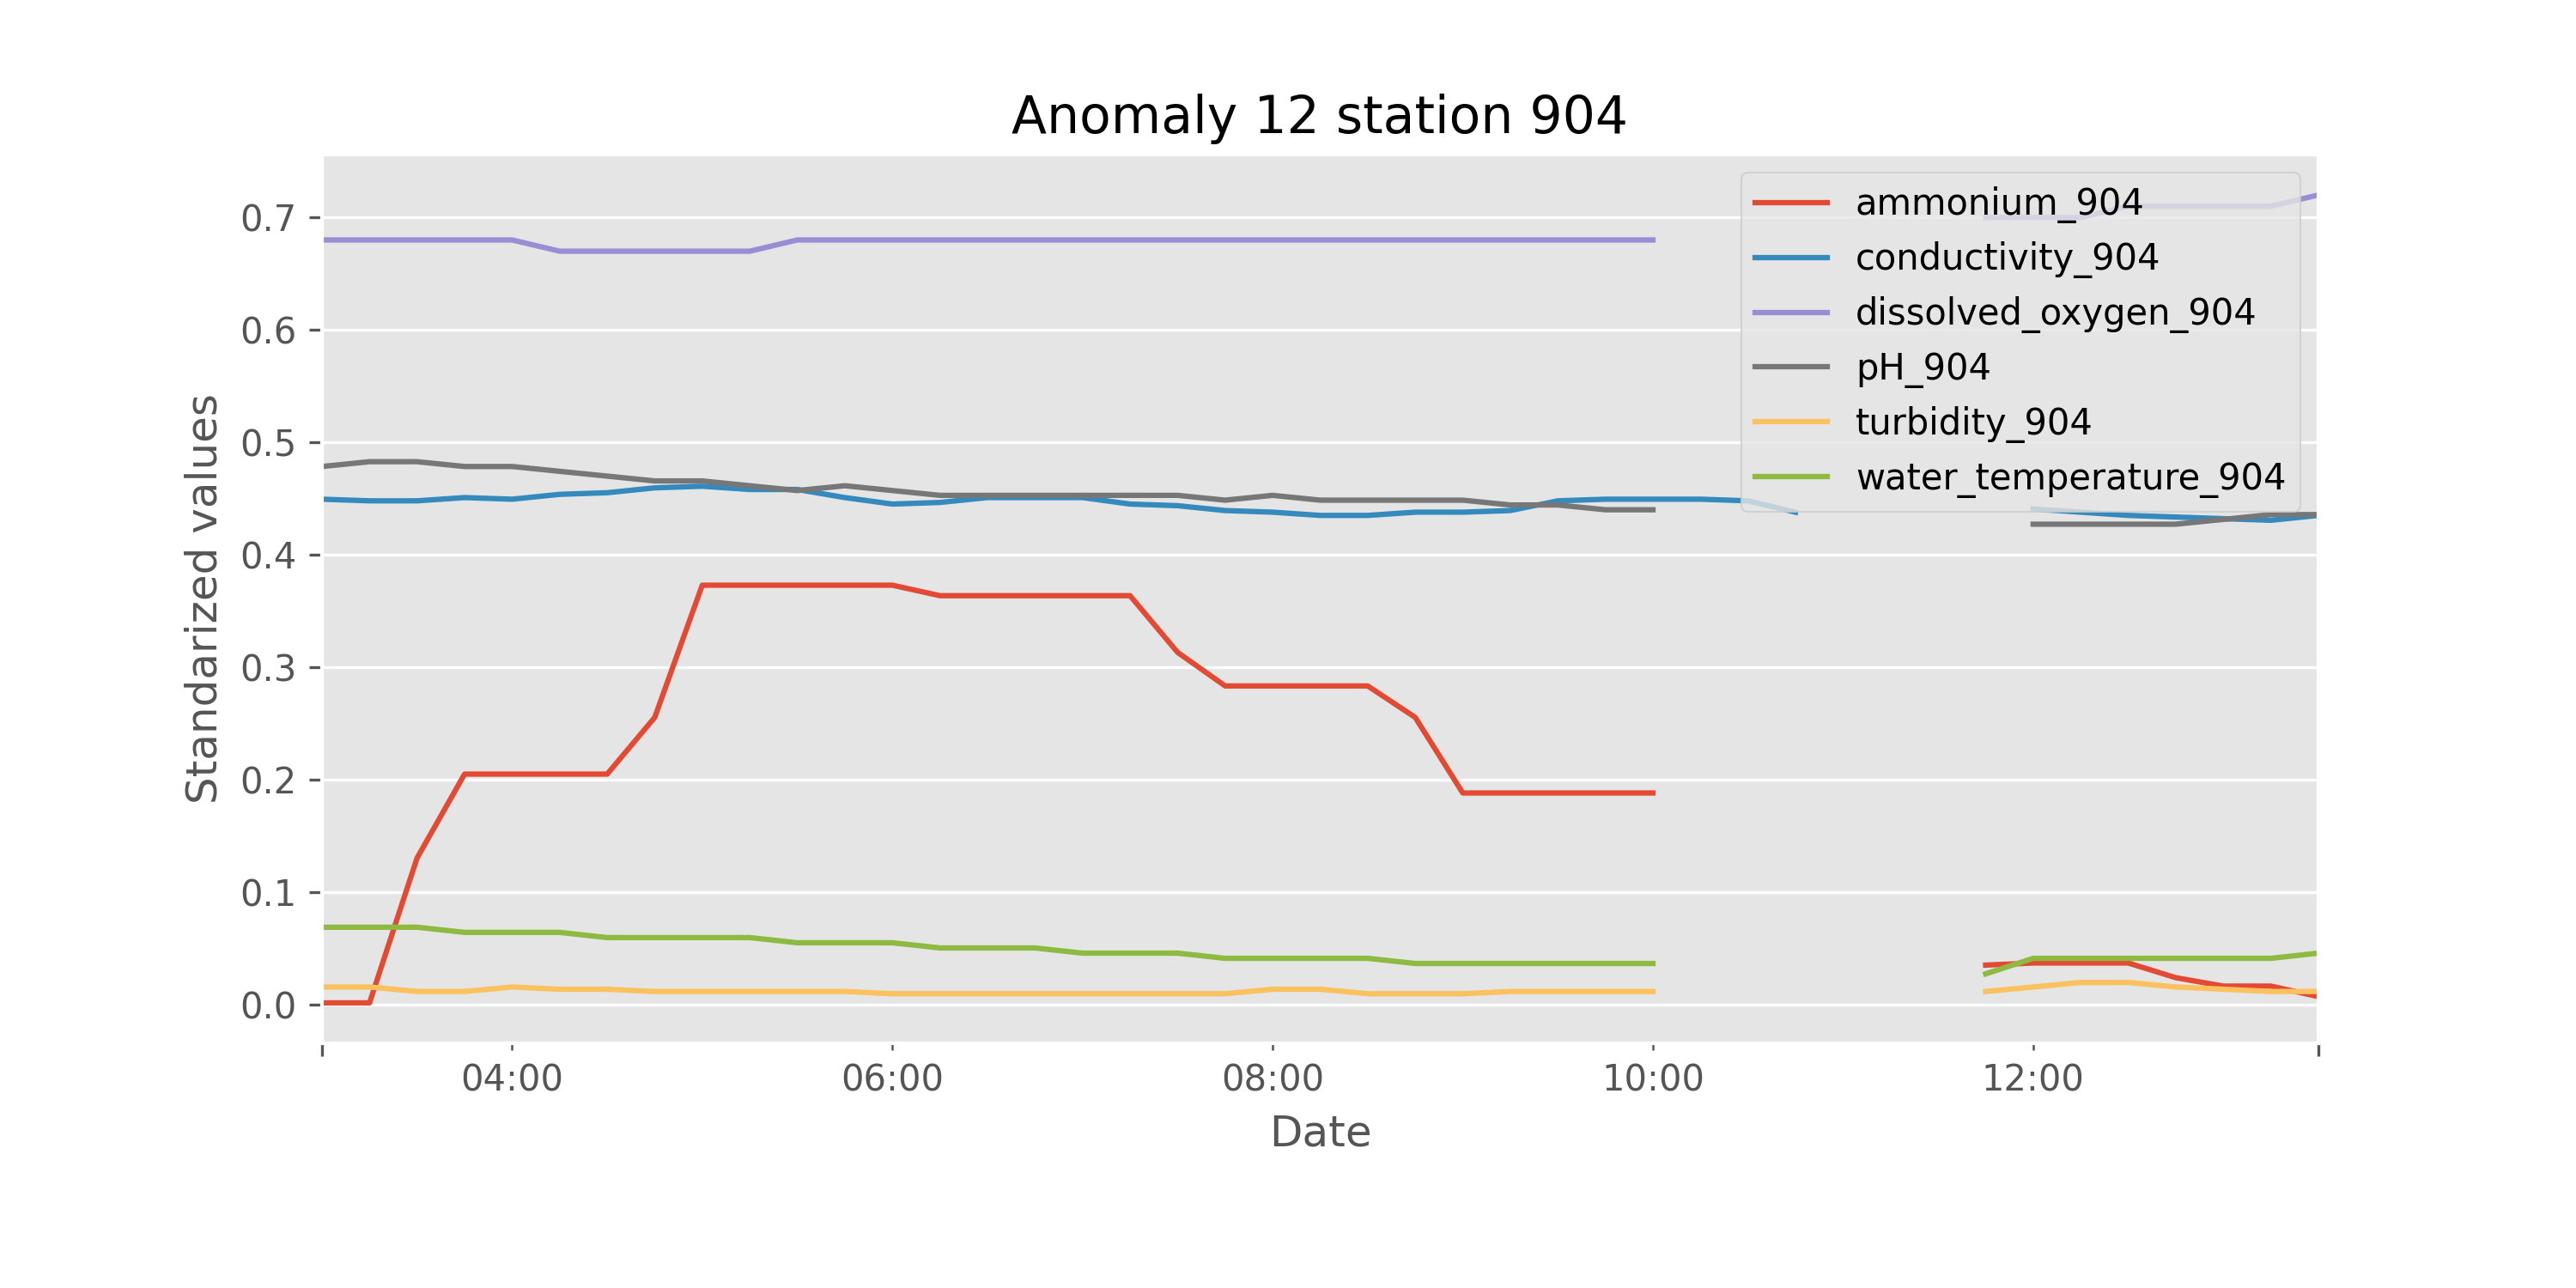 Anomaly 12 station 904
Standarized values
0.7
0.6
0.5
0.4
0.3
0.2
0.1
0.0
ammonium_904
conductivity_904
dissolved_oxygen_904
pH_904
turbidity_904
water_temperature_904
04:00 06:00 08:00 10:00 12:00
Date